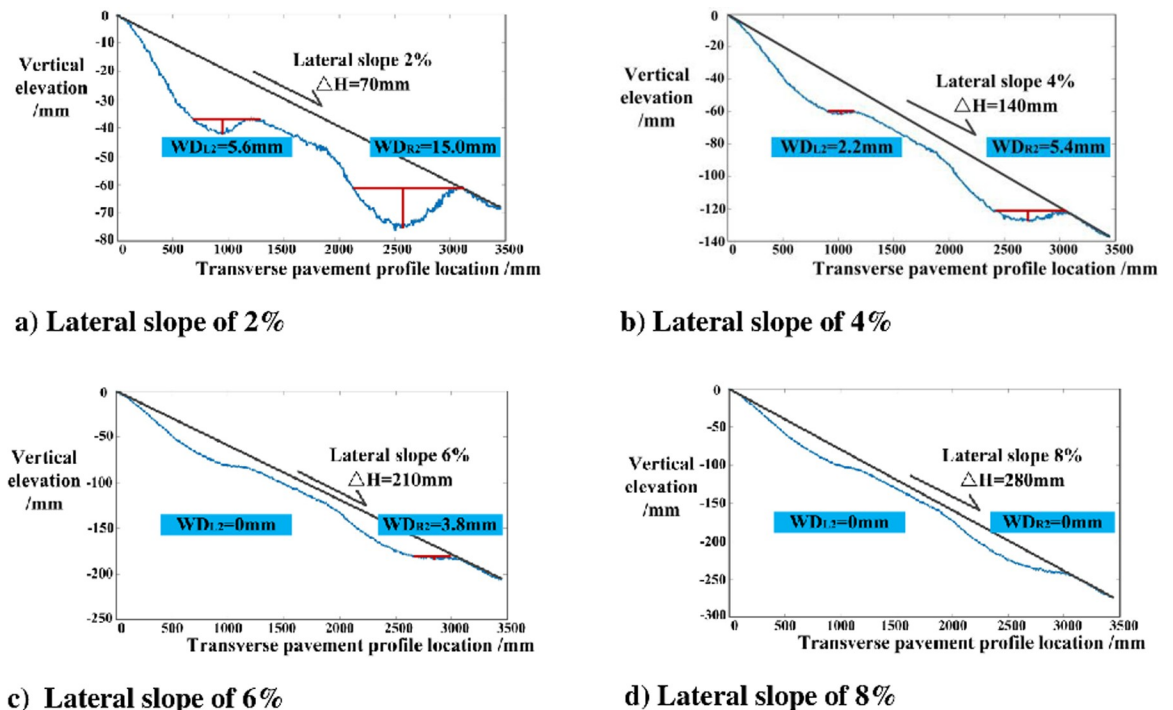 Vertical
elevation
/mm
0
-10
-20
-30
-40
-50
-60
-70
-80
Lateral slope 2%
△H=70mm
WDL2=5.6mm
WDR2=15.0mm
0 500 1000 1500 2000 2500 3000 3500
Transverse pavement profile location /mm
a) Lateral slope of 2%
Vertical
elevation
/mm
0
-20
-40
-60
-80
-100
-120
-140
Lateral slope 4%
△H=140mm
WDL2=2.2mm
WDR2=5.4mm
0 500 1000 1500 2000 2500 3000 3500
Transverse pavement profile location /mm
b) Lateral slope of 4%
Vertical
elevation
/mm
0
-50
-100
-150
-200
-250
Lateral slope 6%
△H=210mm
WDL2=0mm
WDR2=3.8mm
0 500 1000 1500 2000 2500 3000 3500
Transverse pavement profile location /mm
c) Lateral slope of 6%
Vertical
elevation
/mm
0
-50
-100
-150
-200
-250
-300
Lateral slope 8%
△H=280mm
WDL2=0mm
WDR2=0mm
0 500 1000 1500 2000 2500 3000 3500
Transverse pavement profile location /mm
d) Lateral slope of 8%